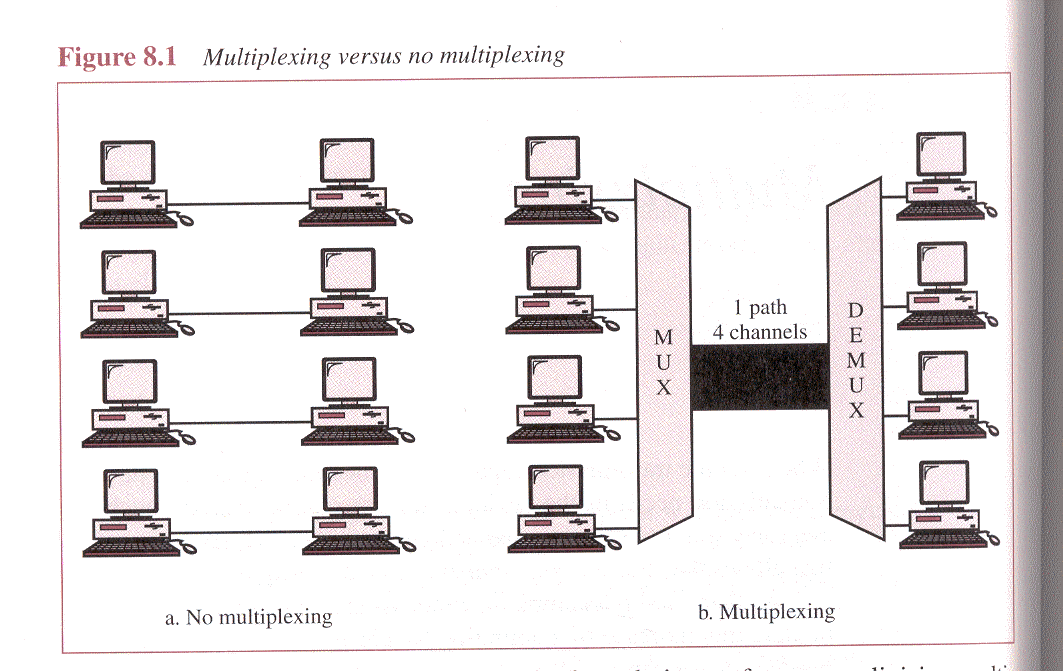 Figure 8.1 Multiplexing versus no multiplexing
1 path
4 channels
M
U
X
D
E
M
U
X
a. No multiplexing
b. Multiplexing